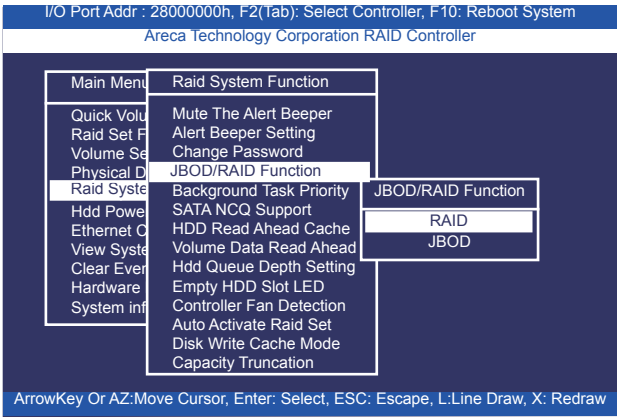 I/O Port Addr : 28000000h, F2(Tab): Select Controller, F10: Reboot System
Areca Technology Corporation RAID Controller
Main Menu
Quick Volu
Raid Set F
Volume Se
Physical D
Raid Syste
Hdd Powe
Ethernet C
View Syste
Clear Even
Hardware
System inf
Raid System Function
Mute The Alert Beeper
Alert Beeper Setting
Change Password
JBOD/RAID Function
Background Task Priority
SATA NCQ Support
HDD Read Ahead Cache
Volume Data Read Ahead
Hdd Queue Depth Setting
Empty HDD Slot LED
Controller Fan Detection
Auto Activate Raid Set
Disk Write Cache Mode
Capacity Truncation
JBOD/RAID Function
RAID
JBOD
ArrowKey Or AZ:Move Cursor, Enter: Select, ESC: Escape, L:Line Draw, X: Redraw